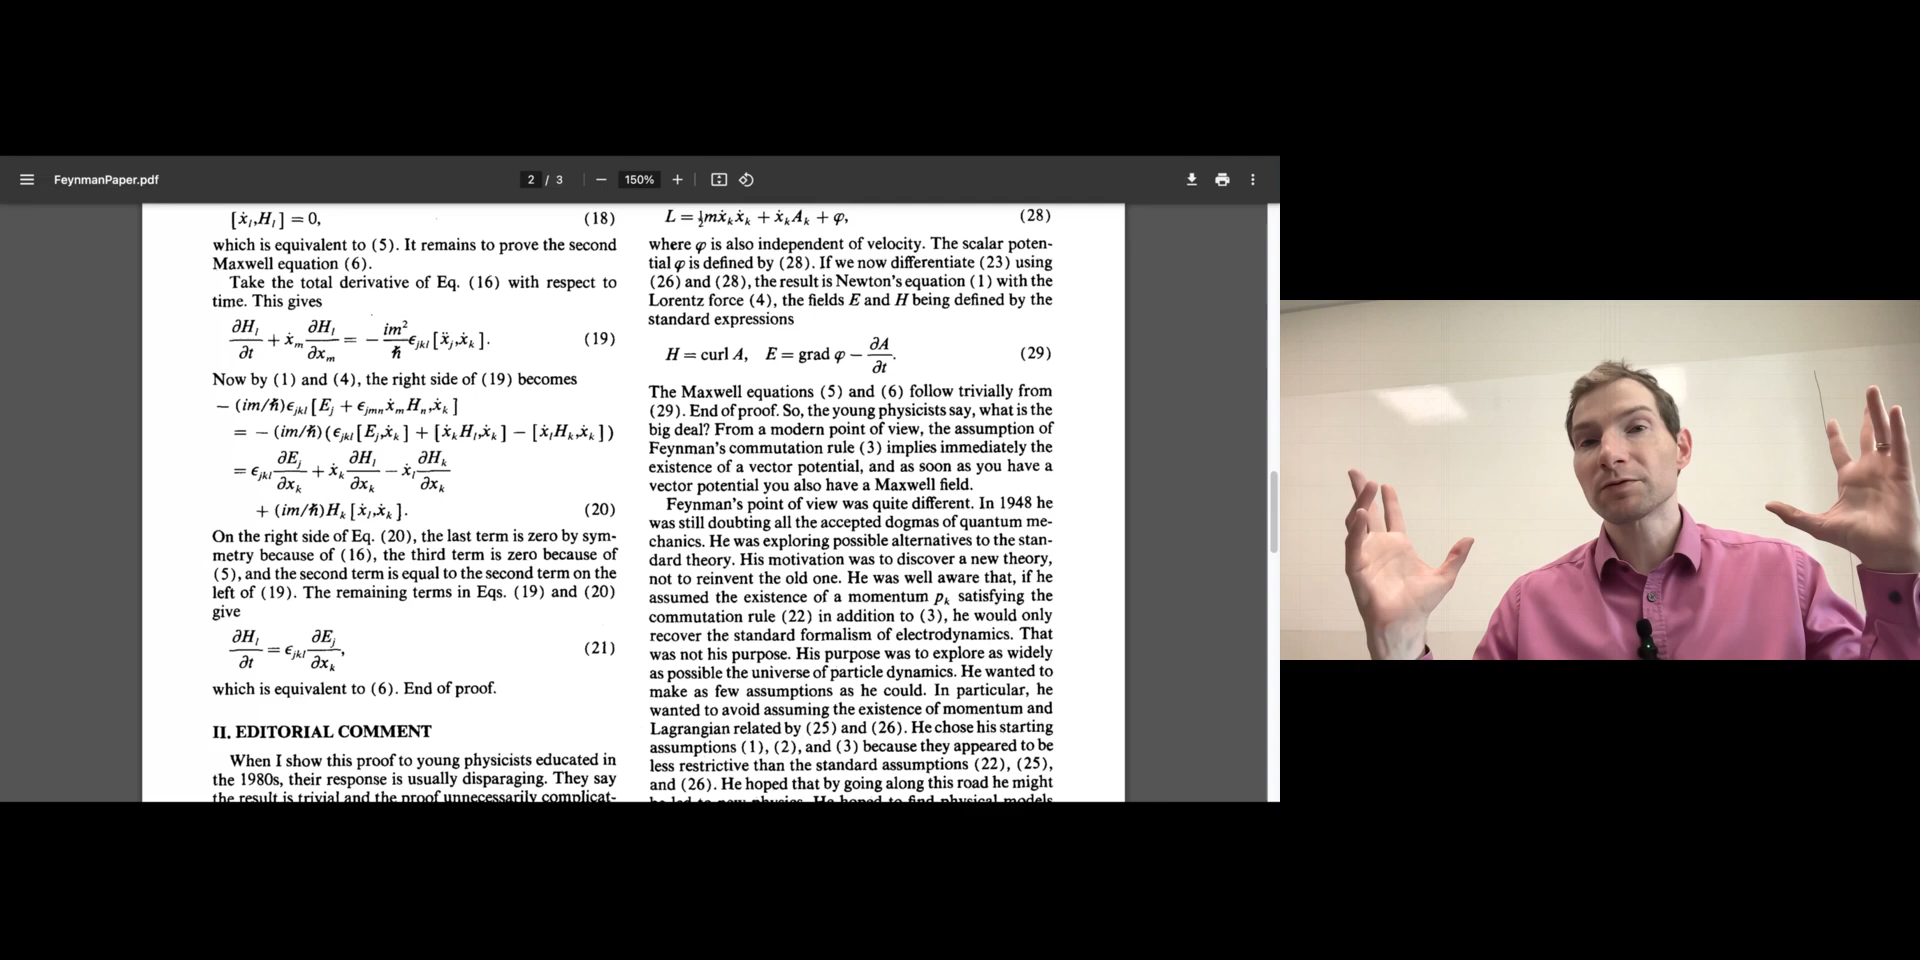 FeynmanPaper.pdf
2 / 3
150%
[ẋ_l,H_l] = 0, (18)
which is equivalent to (5). It remains to prove the second
Maxwell equation (6).
Take the total derivative of Eq. (16) with respect to
time. This gives
∂H_l/∂t + ẋ_m ∂H_l/∂x_m = − im²/ℏ ϵ_jkl [ẍ_j,ẋ_k]. (19)
Now by (1) and (4), the right side of (19) becomes
− (im/ℏ)ϵ_jkl [E_j + ϵ_jmn ẋ_m H_n,ẋ_k]
= − (im/ℏ)(ϵ_jkl [E_j,ẋ_k] + [ẋ_k H_l,ẋ_k] − [ẋ_l H_k,ẋ_k])
= ϵ_jkl ∂E_j/∂x_k + ẋ_k ∂H_l/∂x_k − ẋ_l ∂H_k/∂x_k
+ (im/ℏ)H_k [ẋ_l,ẋ_k]. (20)
On the right side of Eq. (20), the last term is zero by sym-
metry because of (16), the third term is zero because of
(5), and the second term is equal to the second term on the
left of (19). The remaining terms in Eqs. (19) and (20)
give
∂H_l/∂t = ϵ_jkl ∂E_j/∂x_k, (21)
which is equivalent to (6). End of proof.
II. EDITORIAL COMMENT
When I show this proof to young physicists educated in
the 1980s, their response is usually disparaging. They say
the result is trivial and the proof unnecessarily complicat-
L = ½mẋ_kẋ_k + ẋ_kA_k + φ, (28)
where φ is also independent of velocity. The scalar poten-
tial φ is defined by (28). If we now differentiate (23) using
(26) and (28), the result is Newton's equation (1) with the
Lorentz force (4), the fields E and H being defined by the
standard expressions
H = curl A, E = grad φ − ∂A/∂t. (29)
The Maxwell equations (5) and (6) follow trivially from
(29). End of proof. So, the young physicists say, what is the
big deal? From a modern point of view, the assumption of
Feynman's commutation rule (3) implies immediately the
existence of a vector potential, and as soon as you have a
vector potential you also have a Maxwell field.
Feynman's point of view was quite different. In 1948 he
was still doubting all the accepted dogmas of quantum me-
chanics. He was exploring possible alternatives to the stan-
dard theory. His motivation was to discover a new theory,
not to reinvent the old one. He was well aware that, if he
assumed the existence of a momentum p_k satisfying the
commutation rule (22) in addition to (3), he would only
recover the standard formalism of electrodynamics. That
was not his purpose. His purpose was to explore as widely
as possible the universe of particle dynamics. He wanted to
make as few assumptions as he could. In particular, he
wanted to avoid assuming the existence of momentum and
Lagrangian related by (25) and (26). He chose his starting
assumptions (1), (2), and (3) because they appeared to be
less restrictive than the standard assumptions (22), (25),
and (26). He hoped that by going along this road he might
be led to new physics. He hoped to find physical models